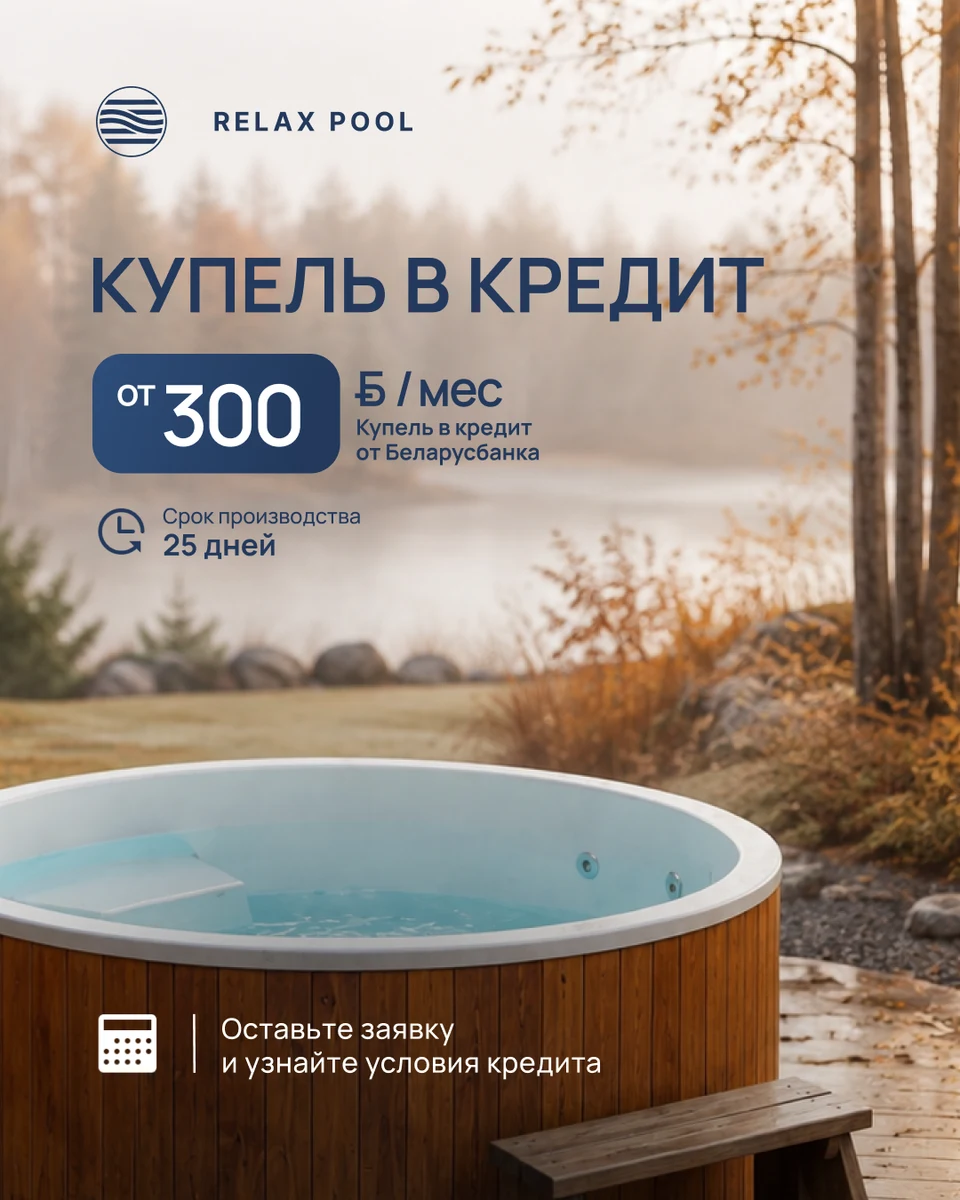 RELAX POOL
КУПЕЛЬ В КРЕДИТ
от 300
Б / мес
Купель в кредит
от Беларусбанка
Срок производства
25 дней
Оставьте заявку
и узнайте условия кредита